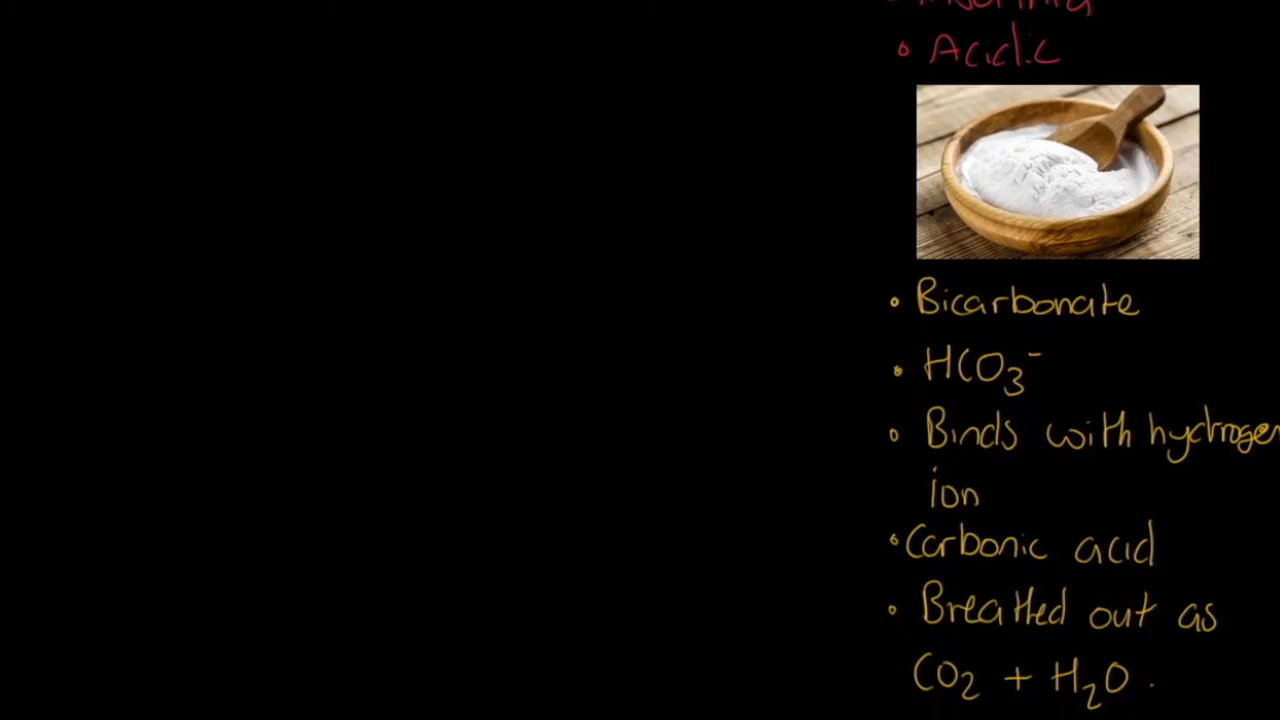 • Acidic
• Bicarbonate
• HCO3-
• Binds with hydrogen
ion
• Carbonic acid
• Breathed out as
CO2 + H2O.